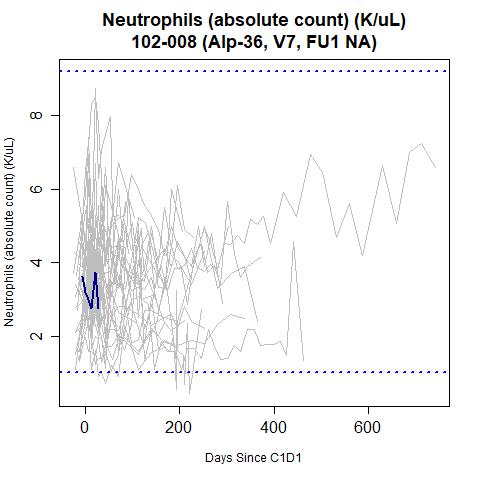 Neutrophils (absolute count) (K/uL)
102-008 (Alp-36, V7, FU1 NA)
Neutrophils (absolute count) (K/uL)
8
6
4
2
0
200
400
600
Days Since C1D1